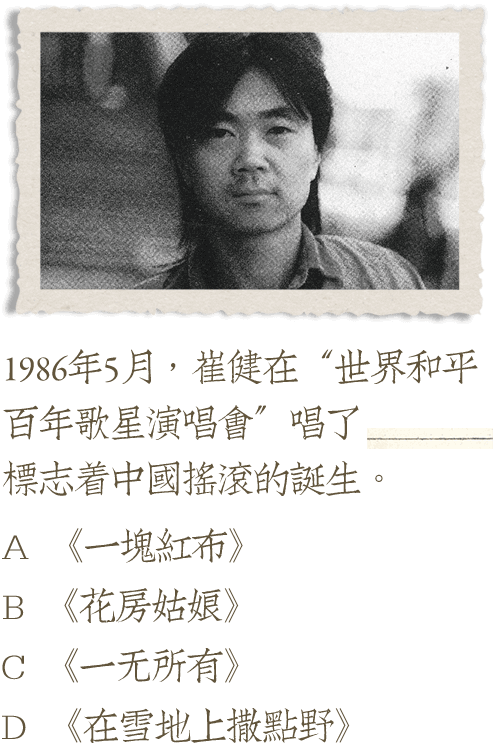 1986年5月，崔健在“世界和平
百年歌星演唱會”唱了
標志着中國搖滾的誕生。
A 《一塊紅布》
B 《花房姑娘》
C 《一无所有》
D 《在雪地上撒點野》